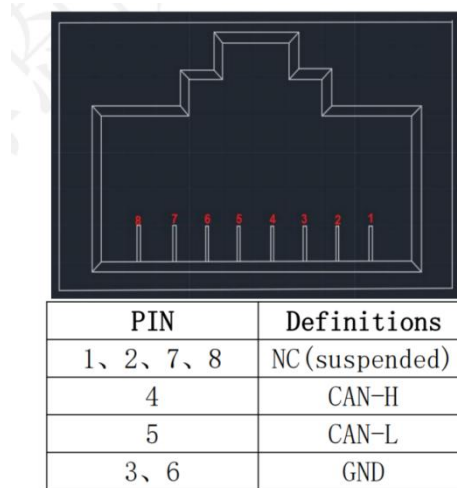 8 7 6 5 4 3 2 1
PIN Definitions
1、2、7、8 NC(suspended)
4 CAN-H
5 CAN-L
3、6 GND